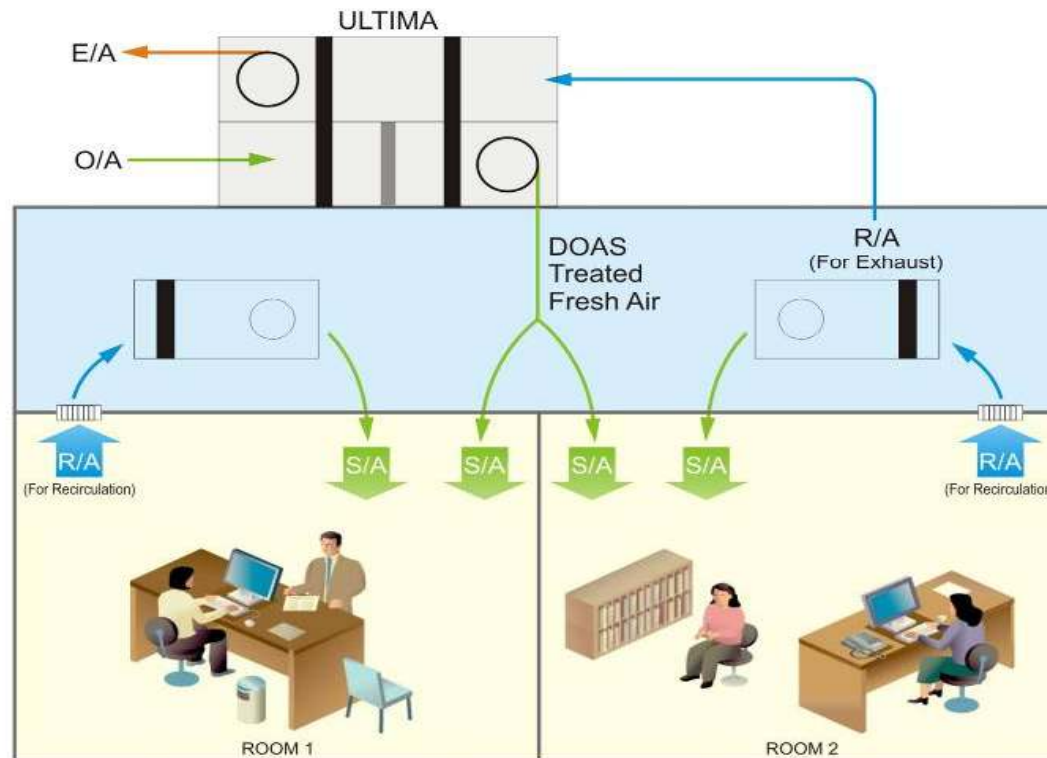 ULTIMA
E/A
O/A
DOAS
Treated
Fresh Air
R/A
(For Exhaust)
R/A
(For Recirculation)
S/A
S/A
S/A
S/A
R/A
(For Recirculation)
ROOM 1
ROOM 2